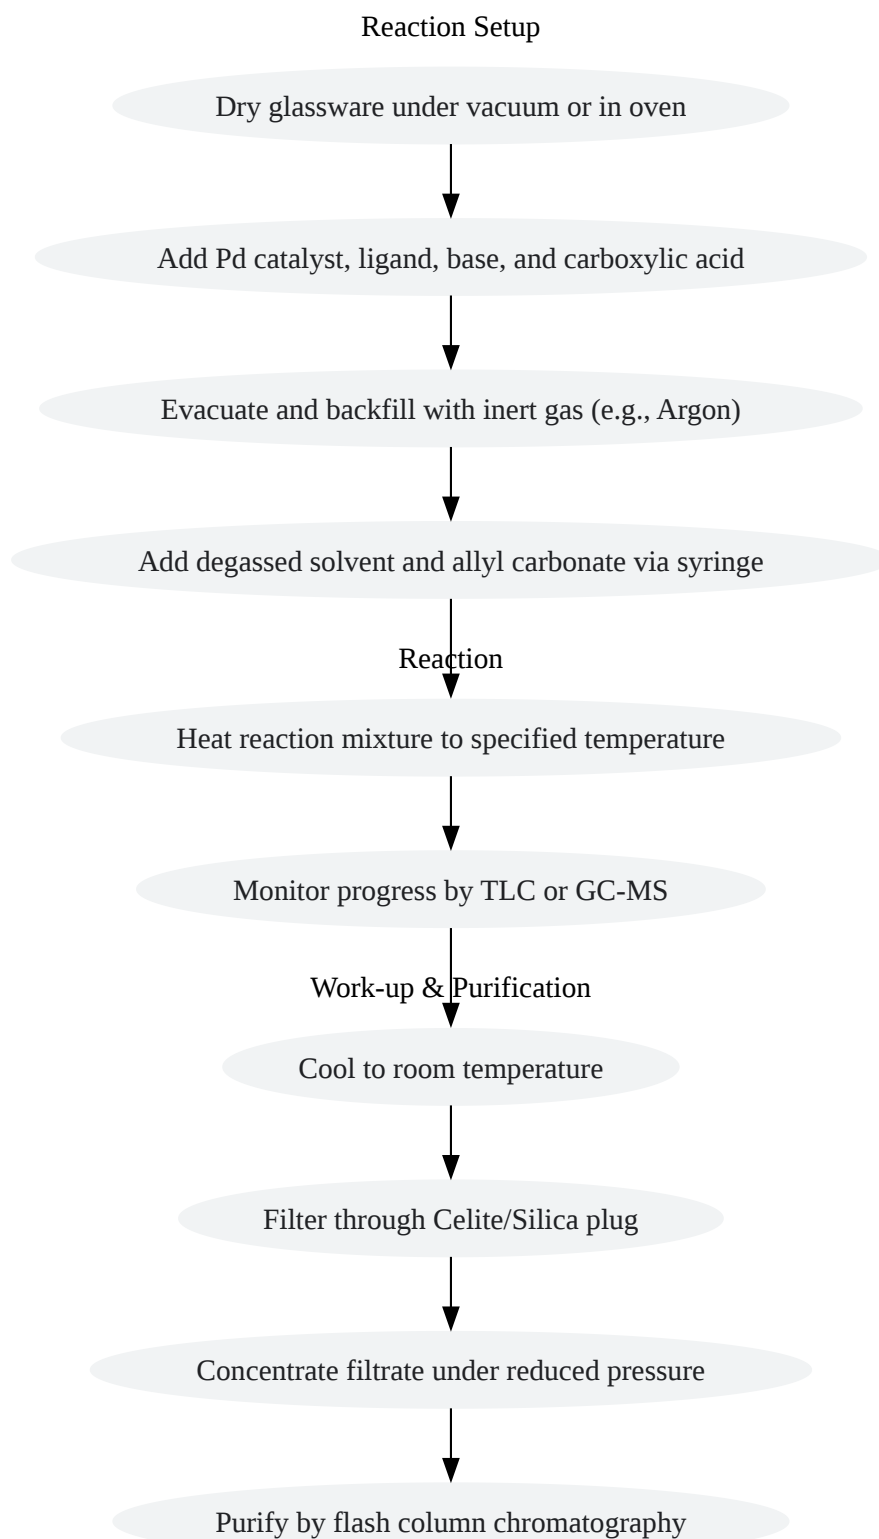 Reaction Setup
Dry glassware under vacuum or in oven
Add Pd catalyst, ligand, base, and carboxylic acid
Evacuate and backfill with inert gas (e.g., Argon)
Add degassed solvent and allyl carbonate via syringe
Reaction
Heat reaction mixture to specified temperature
Monitor progress by TLC or GC-MS
Work-up & Purification
Cool to room temperature
Filter through Celite/Silica plug
Concentrate filtrate under reduced pressure
Purify by flash column chromatography